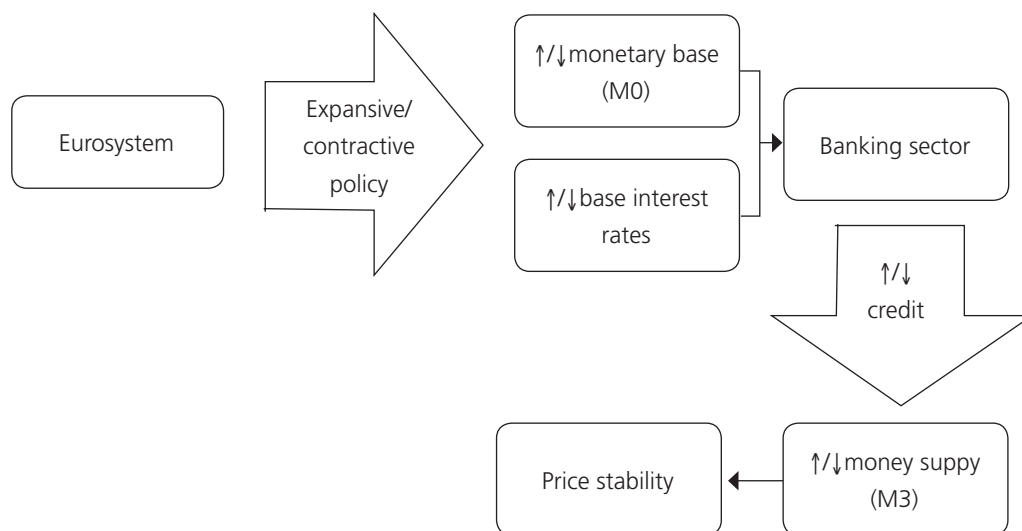 Eurosystem
Expansive/
contractive
policy
↑/↓monetary base
(M0)
↑/↓base interest
rates
Banking sector
↑/↓
credit
↑/↓money suppy
(M3)
Price stability